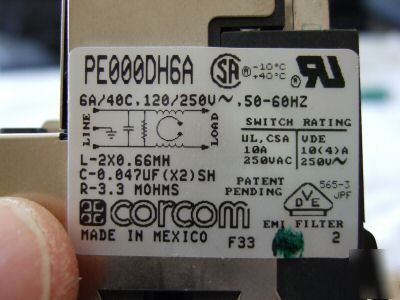 PE000DH6A
-10°C
+40°C
6A/40C, 120/250V~, 50-60HZ
LINE
LOAD
SWITCH RATING
UL, CSA
10A
250VAC
VDE
10(4)A
250V~
L-2X0.66MH
C-0.047UF(X2)SH
R-3.3 MOHMS
PATENT
PENDING
565-3
JPF
VDE
corcom
EMI FILTER
MADE IN MEXICO
F33
2